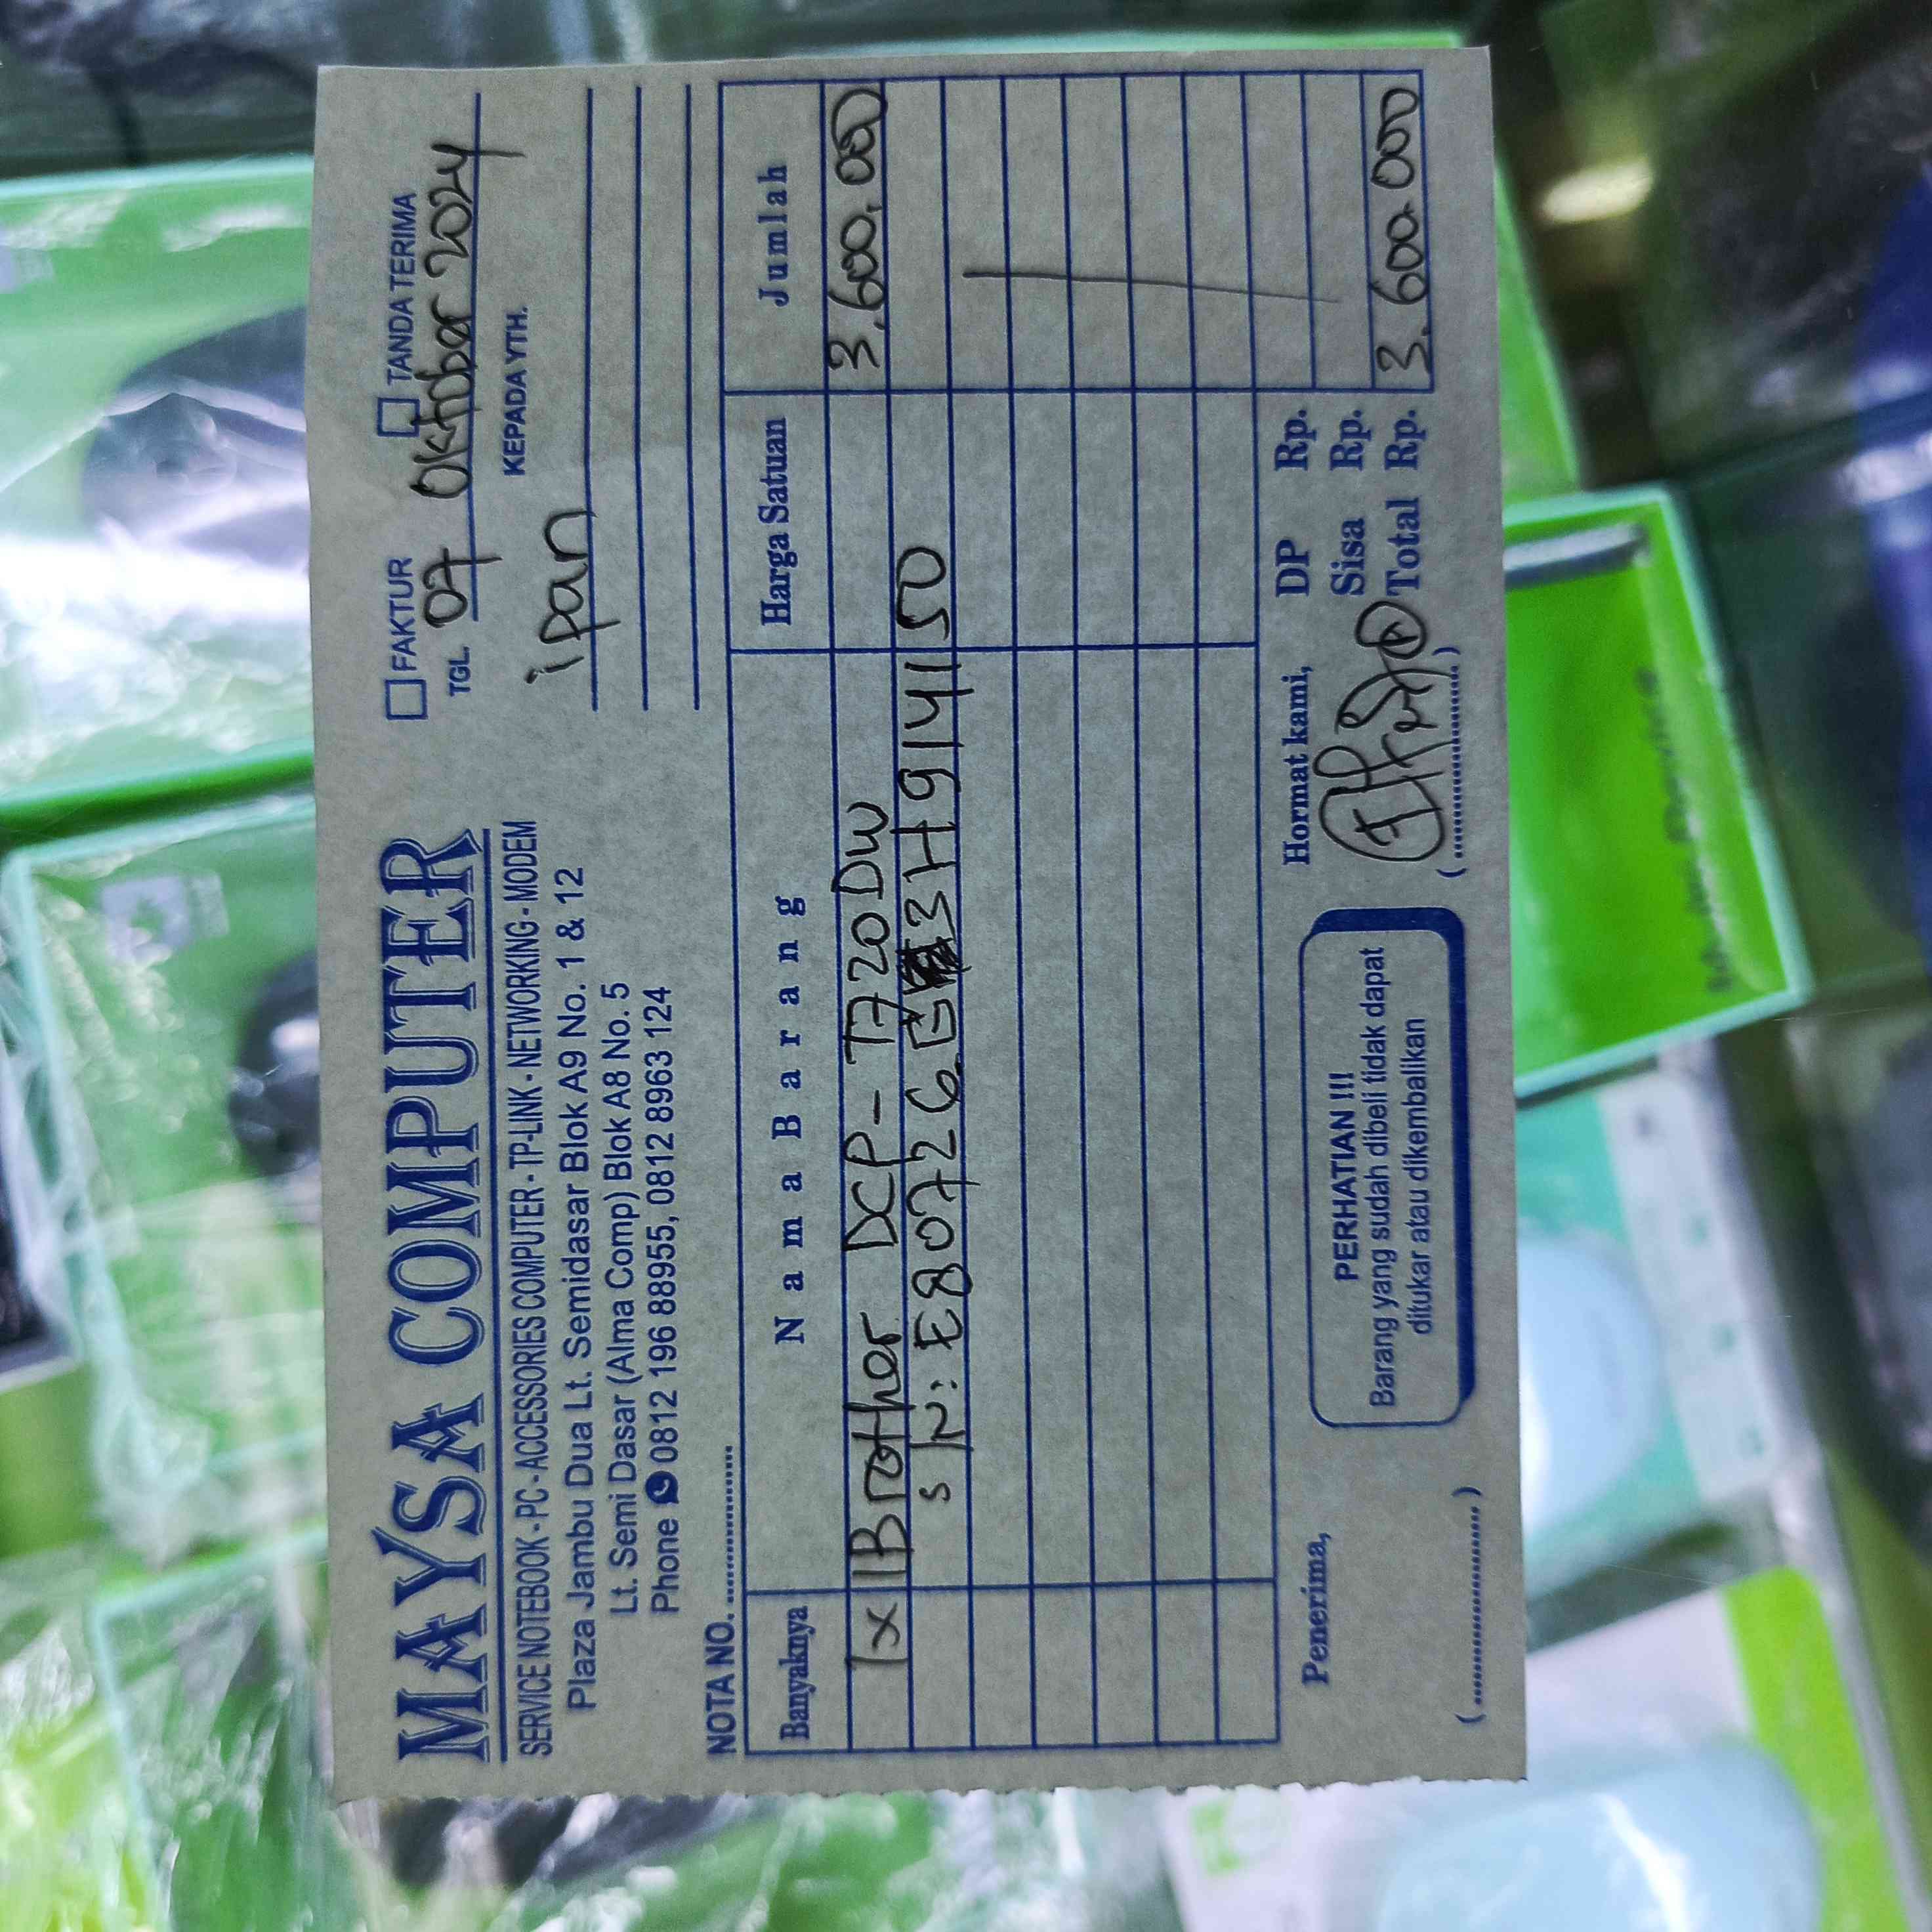 MAYSA COMPUTER
SERVICE NOTEBOOK - PC - ACCESSORIES COMPUTER - TP-LINK - NETWORKING - MODEM
Plaza Jambu Dua Lt. Semidasar Blok A9 No. 1 & 12
Lt. Semi Dasar (Alma Comp) Blok A8 No. 5
Phone 0812 196 88955, 0812 8963 124
FAKTUR TANDA TERIMA
TGL. 07 Oktober 2024
KEPADA YTH.
ipan
NOTA NO. ................
Banyaknya Nama Barang Harga Satuan Jumlah
1x Brother DCP-T720DW 3.600.000
SN: E80726G3H914150
Penerima,
PERHATIAN !!!
Barang yang sudah dibeli tidak dapat
ditukar atau dikembalikan
Hormat kami,
DP Rp.
Sisa Rp.
Total Rp. 3.600.000